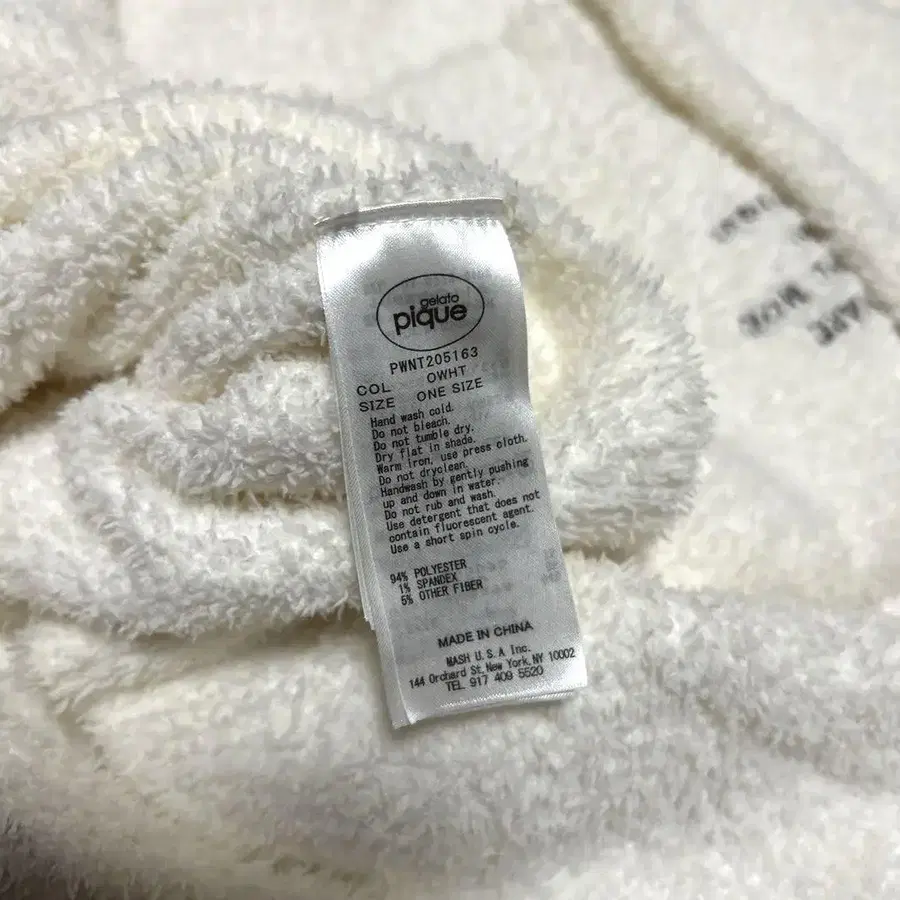 gelato
pique
PWNT205163
COL OWHT
SIZE ONE SIZE
Hand wash cold.
Do not bleach.
Do not tumble dry.
Dry flat in shade.
Warm iron, use press cloth.
Do not dryclean.
Handwash by gently pushing
up and down in water.
Do not rub and wash.
Use detergent that does not
contain fluorescent agent.
Use a short spin cycle.
94% POLYESTER
1% SPANDEX
5% OTHER FIBER
MADE IN CHINA
MASH U.S.A Inc.
144 Orchard St, New York, NY 10002
TEL 917 409 5520